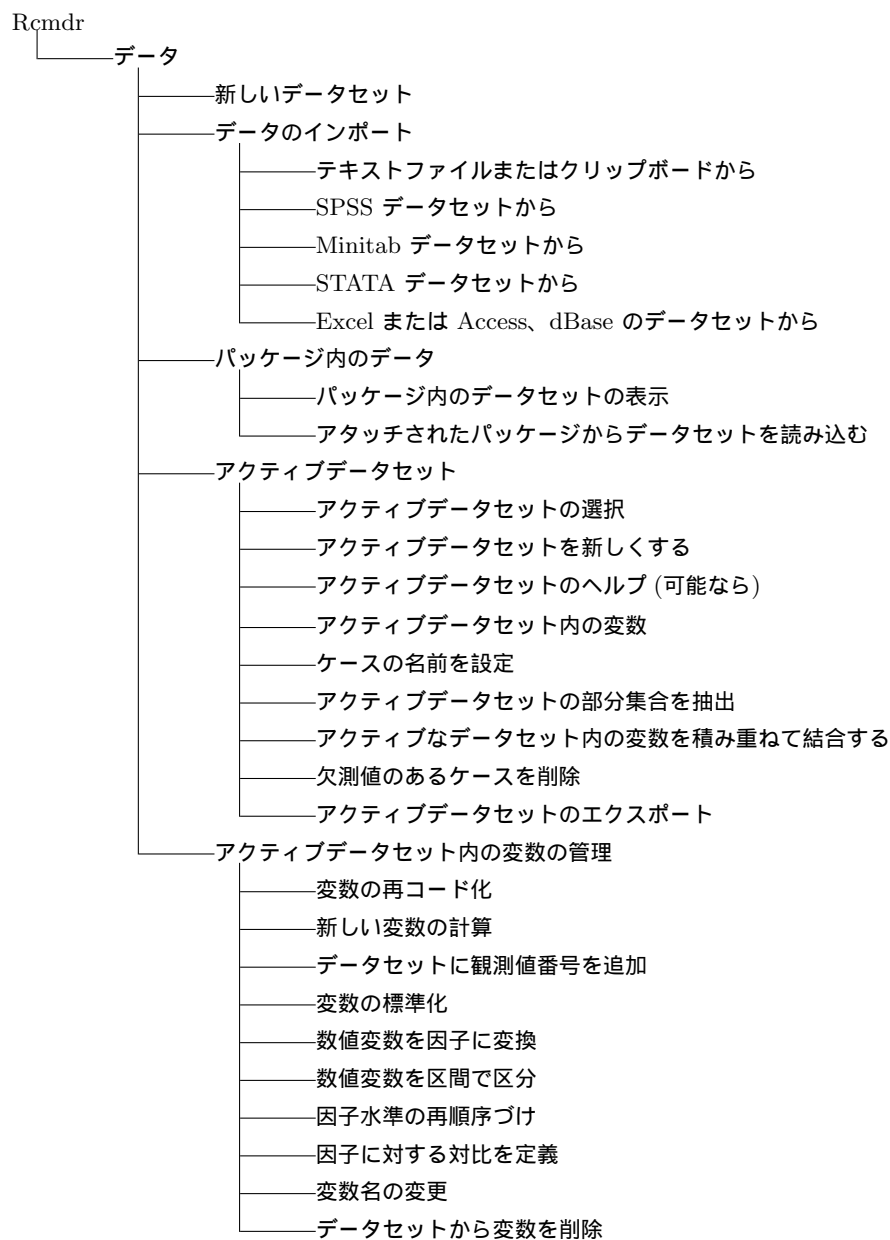 Rcmdr
データ
新しいデータセット
データのインポート
テキストファイルまたはクリップボードから
SPSS データセットから
Minitab データセットから
STATA データセットから
Excel または Access、dBase のデータセットから
パッケージ内のデータ
パッケージ内のデータセットの表示
アタッチされたパッケージからデータセットを読み込む
アクティブデータセット
アクティブデータセットの選択
アクティブデータセットを新しくする
アクティブデータセットのヘルプ (可能なら)
アクティブデータセット内の変数
ケースの名前を設定
アクティブデータセットの部分集合を抽出
アクティブなデータセット内の変数を積み重ねて結合する
欠測値のあるケースを削除
アクティブデータセットのエクスポート
アクティブデータセット内の変数の管理
変数の再コード化
新しい変数の計算
データセットに観測値番号を追加
変数の標準化
数値変数を因子に変換
数値変数を区間で区分
因子水準の再順序づけ
因子に対する対比を定義
変数名の変更
データセットから変数を削除